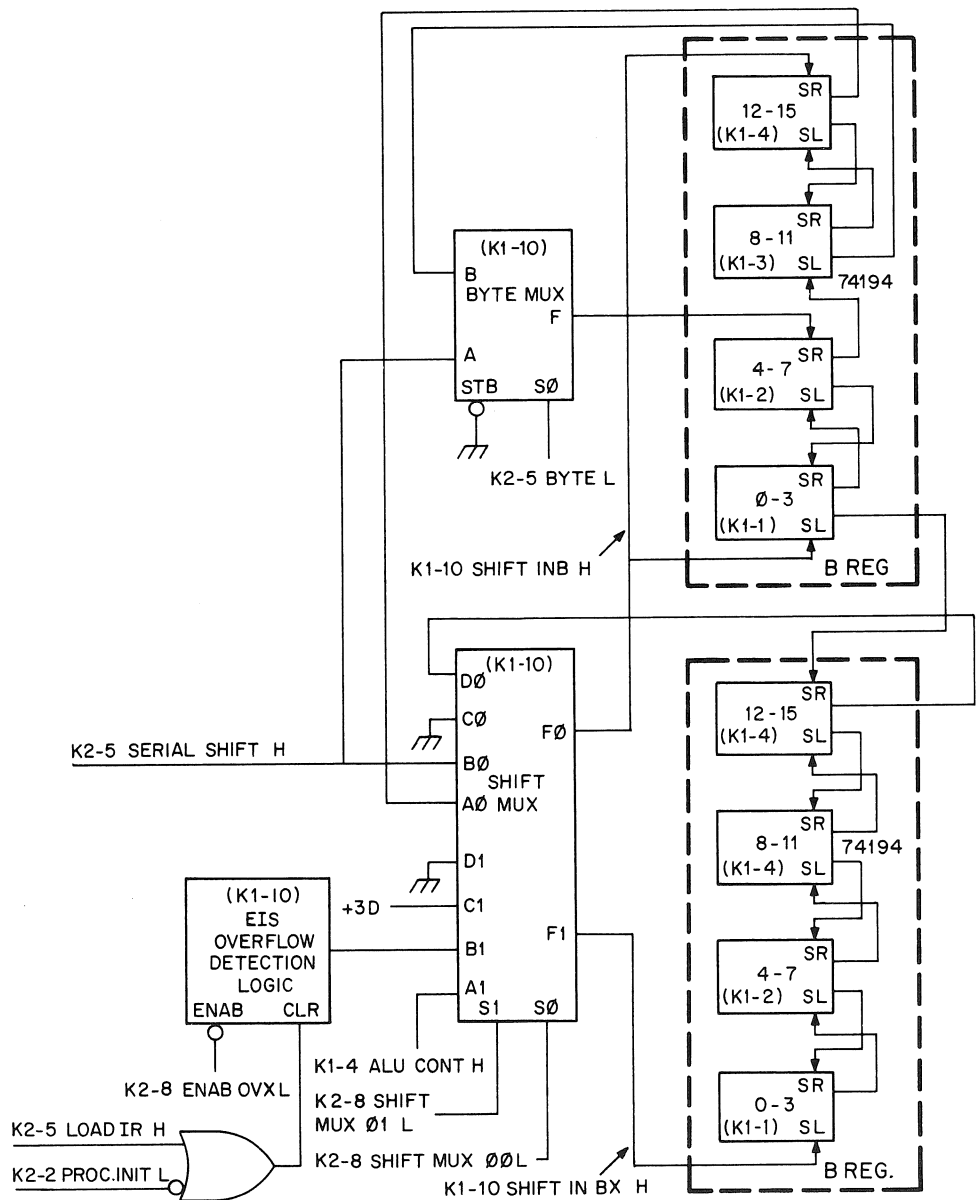 SR
12-15
(K1-4) SL
SR
8-11
(K1-3) SL
74194
SR
4-7
(K1-2) SL
SR
Ø-3
(K1-1) SL
B REG
(K1-10)
B
BYTE MUX
F
A
STB SØ
K2-5 BYTE L
K1-10 SHIFT INB H
(K1-10)
DØ
CØ
FØ
K2-5 SERIAL SHIFT H
BØ
SHIFT
MUX
AØ
D1
+3D
C1
F1
B1
A1
S1 SØ
(K1-10)
EIS
OVERFLOW
DETECTION
LOGIC
ENAB CLR
K2-8 ENAB OVXL
K1-4 ALU CONT H
K2-8 SHIFT
MUX Ø1 L
K2-8 SHIFT MUX ØØL
K2-5 LOAD IR H
K2-2 PROC.INIT L
K1-10 SHIFT IN BX H
SR
12-15
(K1-4) SL
SR
8-11
(K1-4) SL
74194
SR
4-7
(K1-2) SL
SR
0-3
(K1-1) SL
B REG.